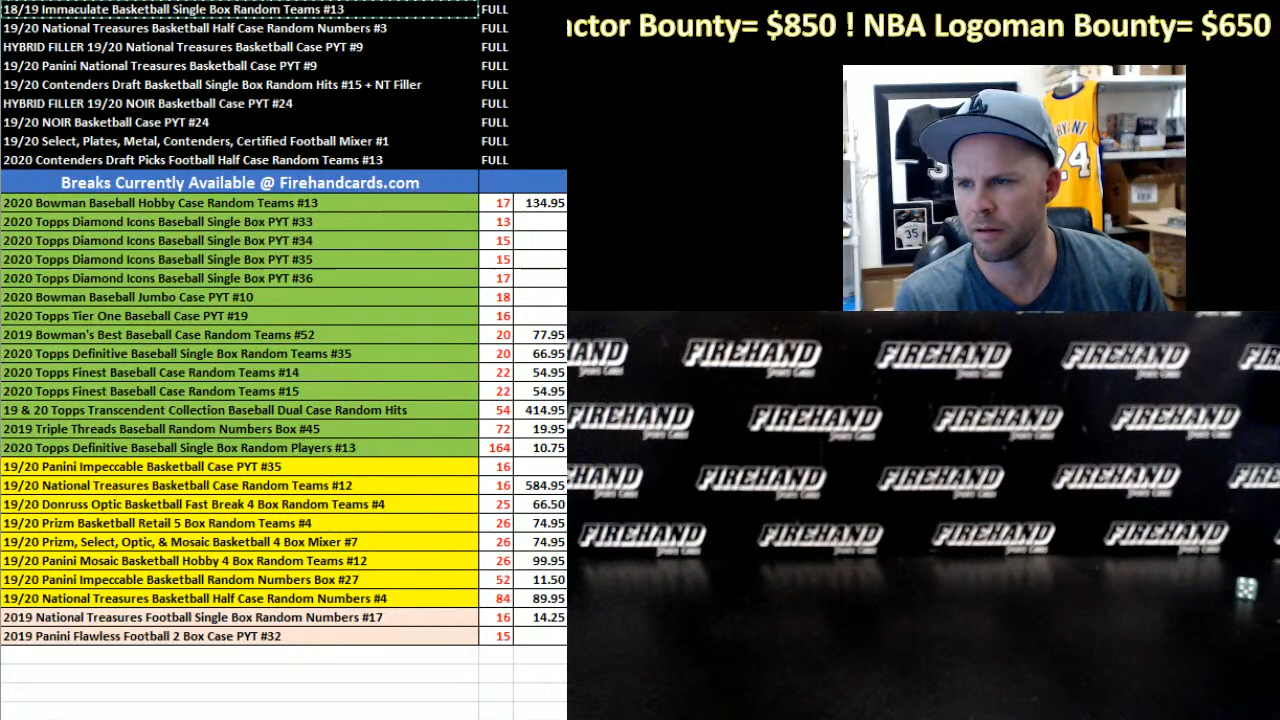 18/19 Immaculate Basketball Single Box Random Teams #13 FULL
19/20 National Treasures Basketball Half Case Random Numbers #3 FULL
HYBRID FILLER 19/20 National Treasures Basketball Case PYT #9 FULL
19/20 Panini National Treasures Basketball Case PYT #9 FULL
19/20 Contenders Draft Basketball Single Box Random Hits #15 + NT Filler FULL
HYBRID FILLER 19/20 NOIR Basketball Case PYT #24 FULL
19/20 NOIR Basketball Case PYT #24 FULL
19/20 Select, Plates, Metal, Contenders, Certified Football Mixer #1 FULL
2020 Contenders Draft Picks Football Half Case Random Teams #13 FULL
Breaks Currently Available @ Firehandcards.com
2020 Bowman Baseball Hobby Case Random Teams #13 17 134.95
2020 Topps Diamond Icons Baseball Single Box PYT #33 13
2020 Topps Diamond Icons Baseball Single Box PYT #34 15
2020 Topps Diamond Icons Baseball Single Box PYT #35 15
2020 Topps Diamond Icons Baseball Single Box PYT #36 17
2020 Bowman Baseball Jumbo Case PYT #10 18
2020 Topps Tier One Baseball Case PYT #19 16
2019 Bowman's Best Baseball Case Random Teams #52 20 77.95
2020 Topps Definitive Baseball Single Box Random Teams #35 20 66.95
2020 Topps Finest Baseball Case Random Teams #14 22 54.95
2020 Topps Finest Baseball Case Random Teams #15 22 54.95
19 & 20 Topps Transcendent Collection Baseball Dual Case Random Hits 54 414.95
2019 Triple Threads Baseball Random Numbers Box #45 72 19.95
2020 Topps Definitive Baseball Single Box Random Players #13 164 10.75
19/20 Panini Impeccable Basketball Case PYT #35 16
19/20 National Treasures Basketball Case Random Teams #12 16 584.95
19/20 Donruss Optic Basketball Fast Break 4 Box Random Teams #4 25 66.50
19/20 Prizm Basketball Retail 5 Box Random Teams #4 26 74.95
19/20 Prizm, Select, Optic, & Mosaic Basketball 4 Box Mixer #7 26 74.95
19/20 Panini Mosaic Basketball Hobby 4 Box Random Teams #12 26 99.95
19/20 Panini Impeccable Basketball Random Numbers Box #27 52 11.50
19/20 National Treasures Basketball Half Case Random Numbers #4 84 89.95
2019 National Treasures Football Single Box Random Numbers #17 16 14.25
2019 Panini Flawless Football 2 Box Case PYT #32 15
ctor Bounty= $850 ! NBA Logoman Bounty= $650
24
35
HAND FIREHAND FIREHAND FIREHAND FIREH
FIREHAND FIREHAND FIREHAND FIREHAND
HAND FIREHAND FIREHAND FIREHAND FIRE
FIREHAND FIREHAND FIREHAND FIREHAND